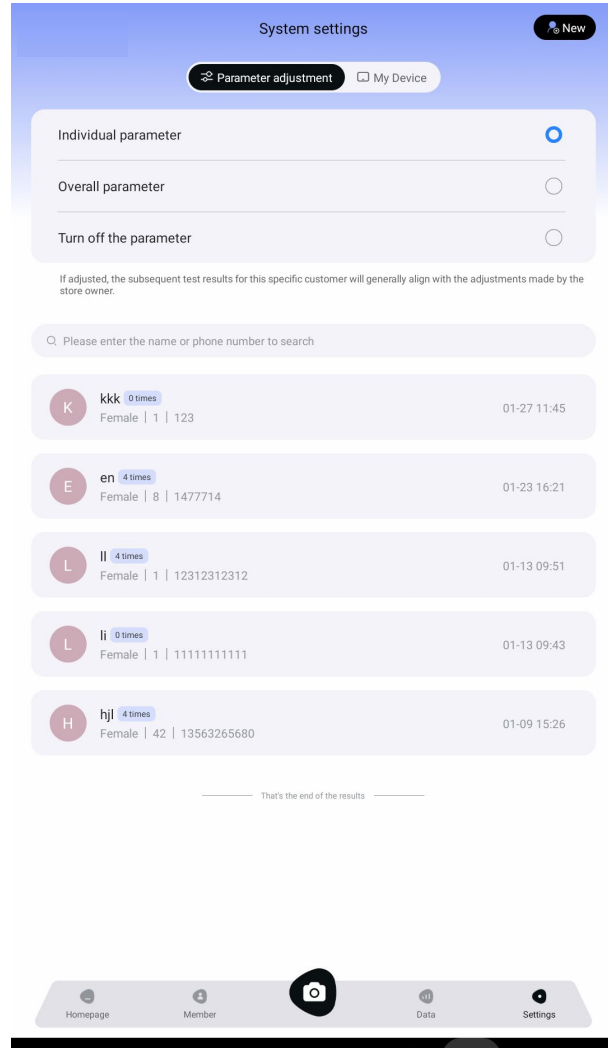 System settings
New
Parameter adjustment
My Device
Individual parameter
Overall parameter
Turn off the parameter
If adjusted, the subsequent test results for this specific customer will generally align with the adjustments made by the
store owner.
Please enter the name or phone number to search
K
kkk 0 times
Female | 1 | 123
01-27 11:45
E
en 4 times
Female | 8 | 1477714
01-23 16:21
L
ll 4 times
Female | 1 | 12312312312
01-13 09:51
L
li 0 times
Female | 1 | 11111111111
01-13 09:43
H
hjl 4 times
Female | 42 | 13563265680
01-09 15:26
That's the end of the results
Homepage
Member
Data
Settings